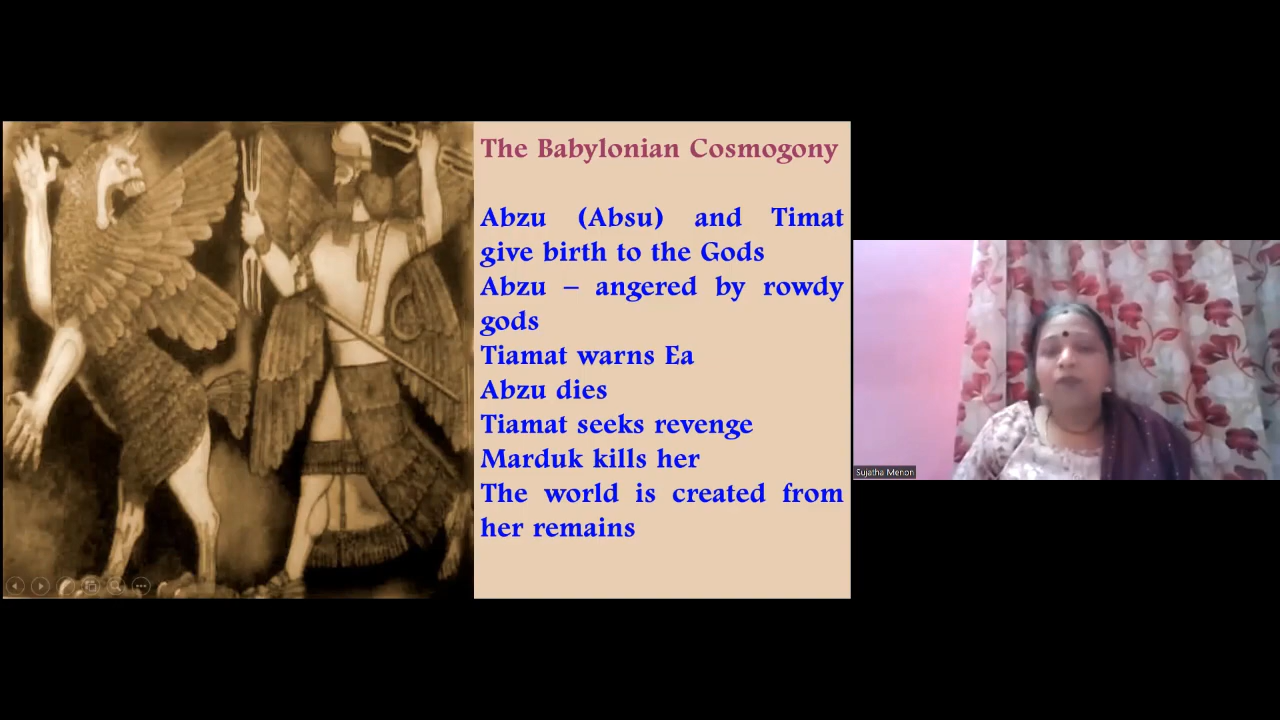 The Babylonian Cosmogony
Abzu (Absu) and Timat
give birth to the Gods
Abzu – angered by rowdy
gods
Tiamat warns Ea
Abzu dies
Tiamat seeks revenge
Marduk kills her
The world is created from
her remains
Sujatha Menon